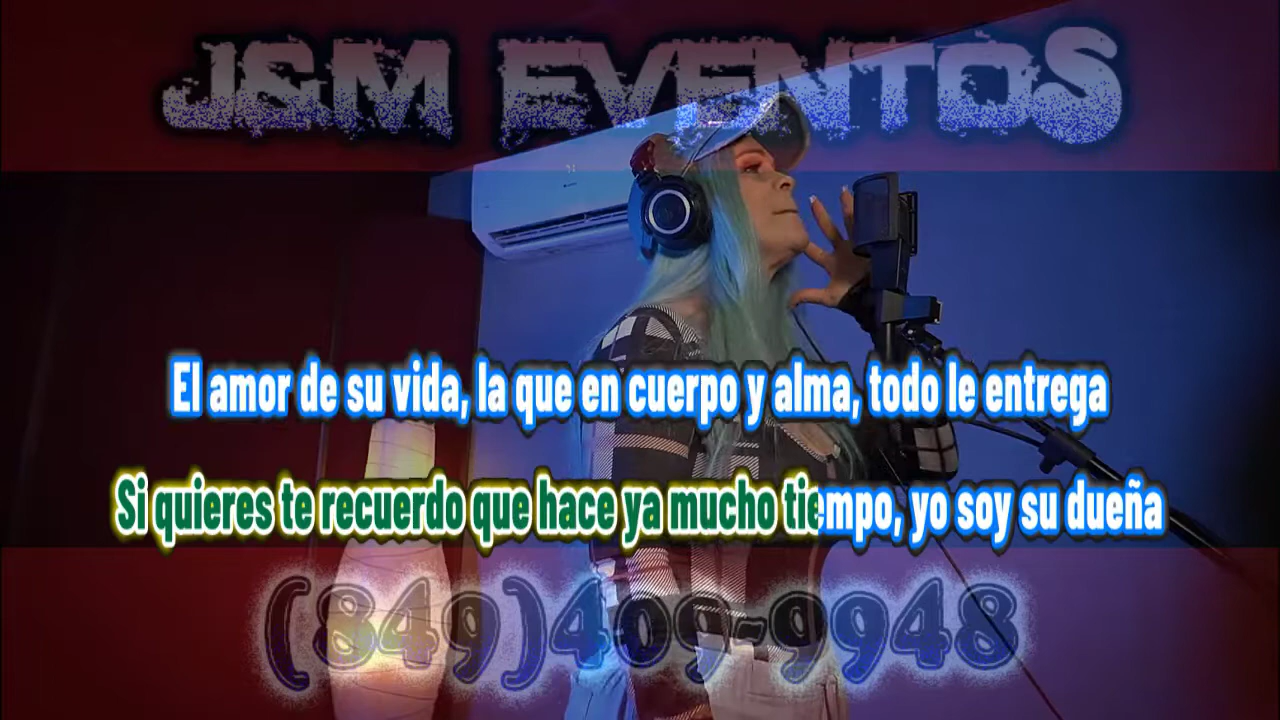 J&M EVENTOS
El amor de su vida, la que en cuerpo y alma, todo le entrega
Si quieres te recuerdo que hace ya mucho tiempo, yo soy su dueña
(849)409-9948